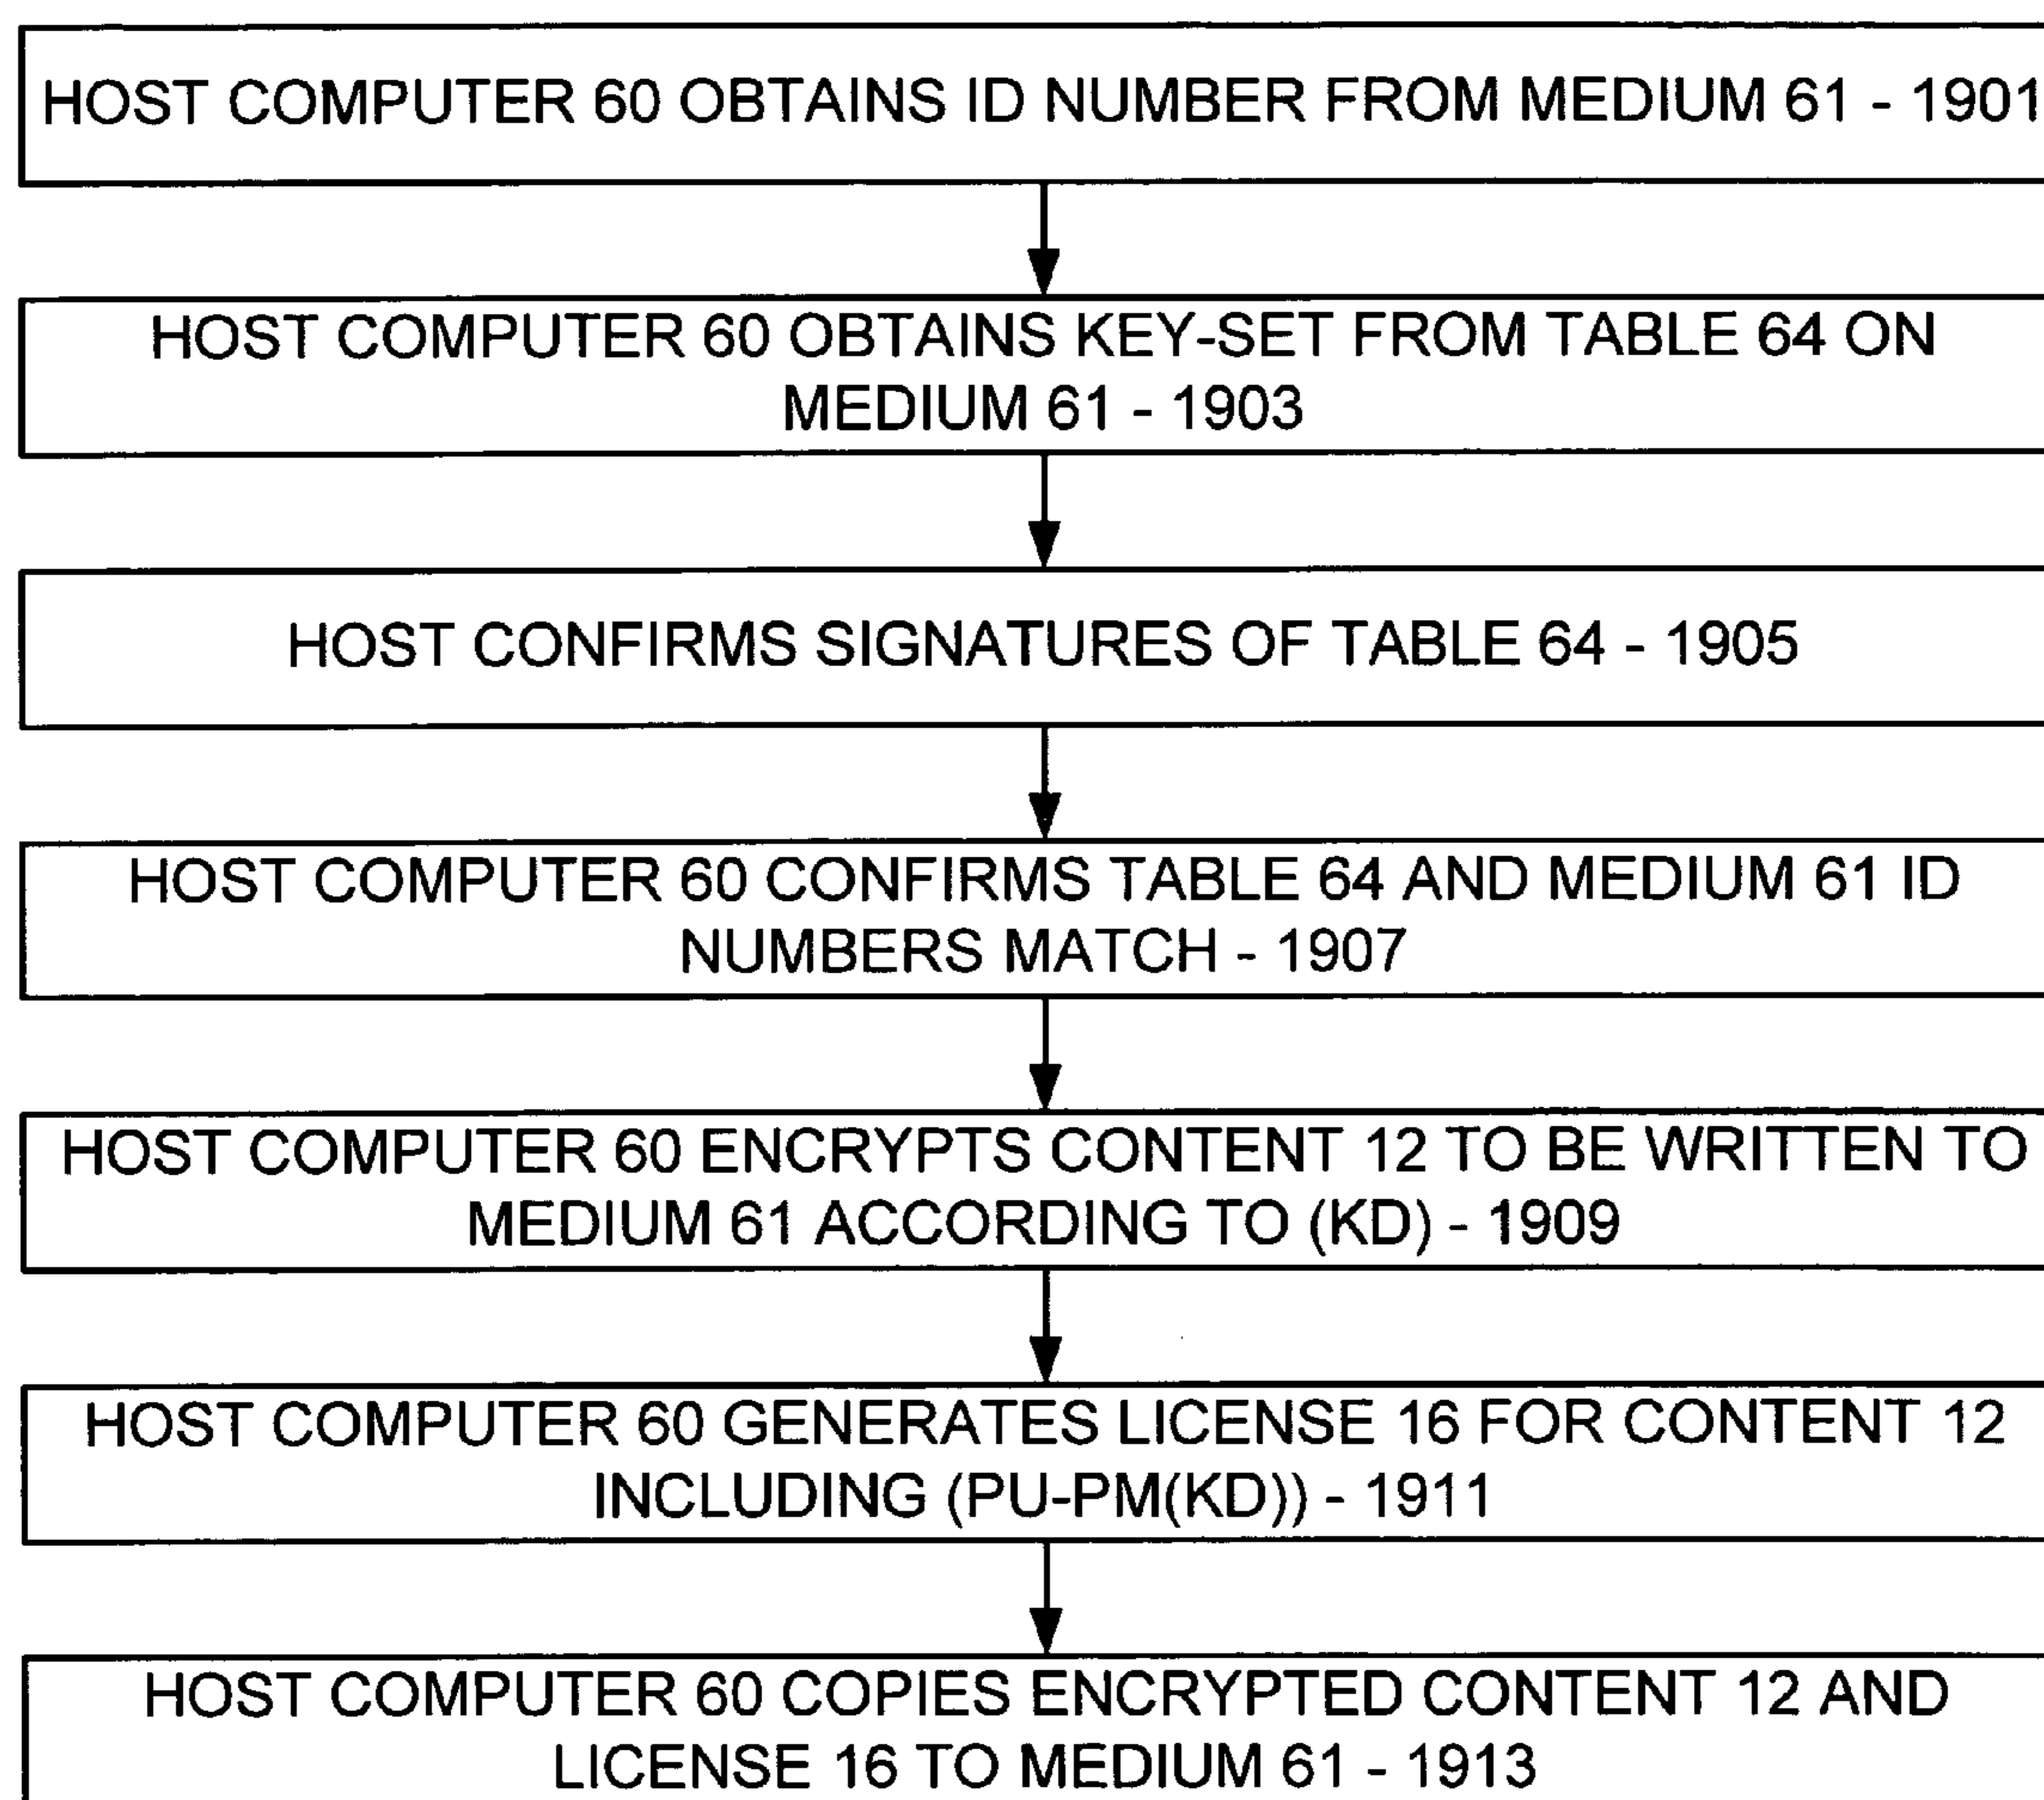 HOST COMPUTER 60 OBTAINS ID NUMBER FROM MEDIUM 61 - 1901
HOST COMPUTER 60 OBTAINS KEY-SET FROM TABLE 64 ON
MEDIUM 61 - 1903
HOST CONFIRMS SIGNATURES OF TABLE 64 - 1905
HOST COMPUTER 60 CONFIRMS TABLE 64 AND MEDIUM 61 ID
NUMBERS MATCH - 1907
HOST COMPUTER 60 ENCRYPTS CONTENT 12 TO BE WRITTEN TO
MEDIUM 61 ACCORDING TO (KD) - 1909
HOST COMPUTER 60 GENERATES LICENSE 16 FOR CONTENT 12
INCLUDING (PU-PM(KD)) - 1911
HOST COMPUTER 60 COPIES ENCRYPTED CONTENT 12 AND
LICENSE 16 TO MEDIUM 61 - 1913